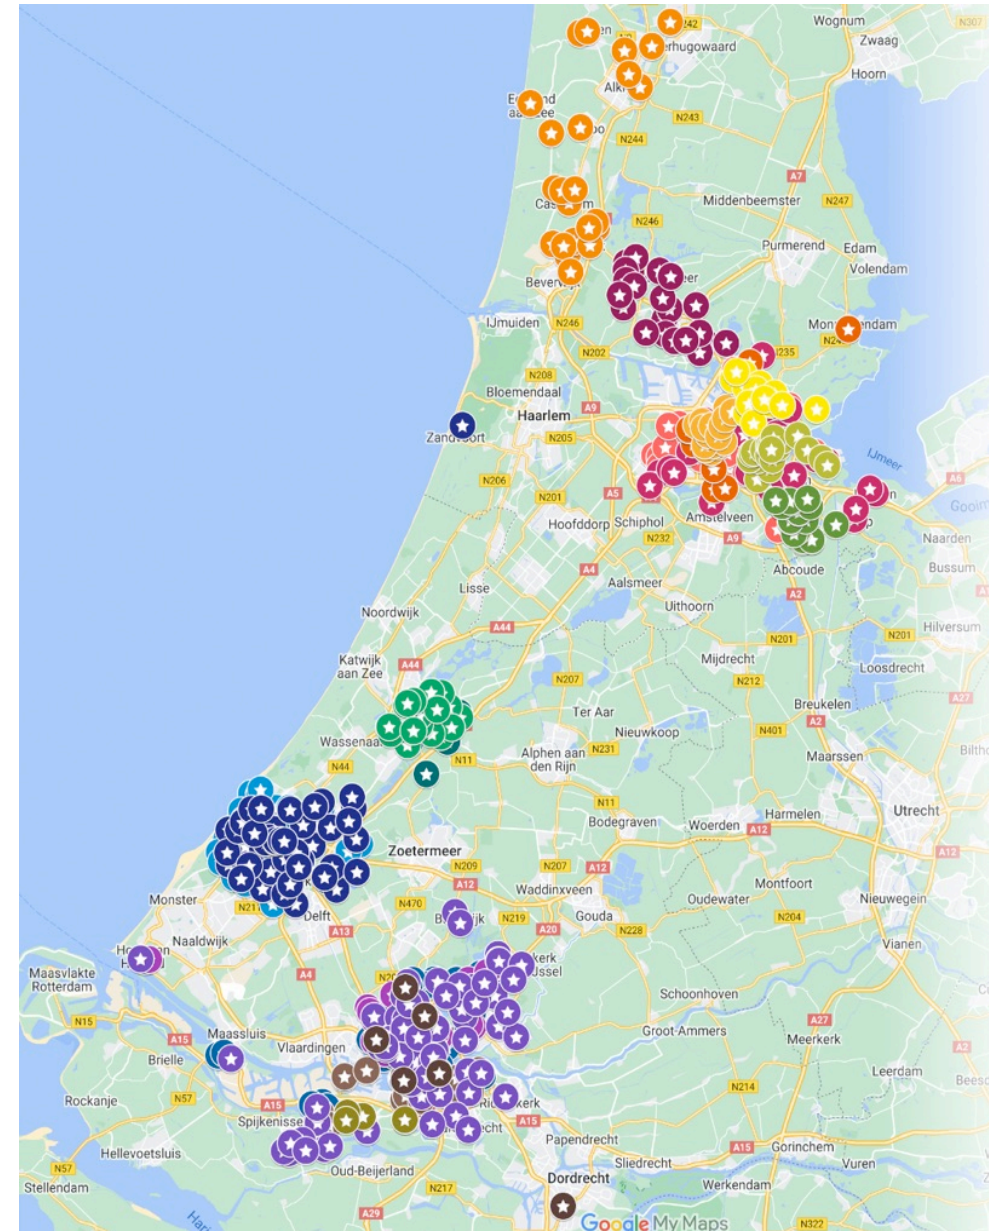 Wognum
N307
242
Zwaag
erhugowaard
Hoorn
N243
N244
A7
Middenbeemster
N247
N246
Purmerend
Edam
Volendam
IJmuiden
N246
N202
N235
N208
Bloemendaal
Haarlem
A9
N205
IJmeer
N206
A6
N201
A5
Hoofddorp
Schiphol
Amstelveen
N232
A9
Naarden
Abcoude
Bussum
A4
Lisse
Aalsmeer
A2
Uithoorn
Noordwijk
A44
N201
N201
Hilversum
Katwijk
aan Zee
A44
Mijdrecht
Loosdrecht
N207
N212
A27
Breukelen
Ter Aar
A2
Nieuwkoop
N401
Alphen aan
den Rijn
N231
Maarssen
N44
N11
N11
Utrecht
Bodegraven
Woerden
Harmelen
A12
Zoetermeer
A12
N209
N207
A12
A12
Waddinxveen
Montfoort
Monster
Oudewater
Nieuwegein
Delft
N470
N219
Gouda
N204
A13
A20
N228
Naaldwijk
Vianen
Maasvlakte
Rotterdam
A4
Schoonhoven
N15
A27
Maassluis
A15
Vlaardingen
Groot-Ammers
Meerkerk
A2
Brielle
Leerdam
Rockanje
N57
A15
N214
Spijkenisse
A15
Papendrecht
Hellevoetsluis
A15
Gorinchem
Sliedrecht
Vuren
N57
Oud-Beijerland
Dordrecht
Werkendam
Stellendam
N217
A29
Google My Maps
N322